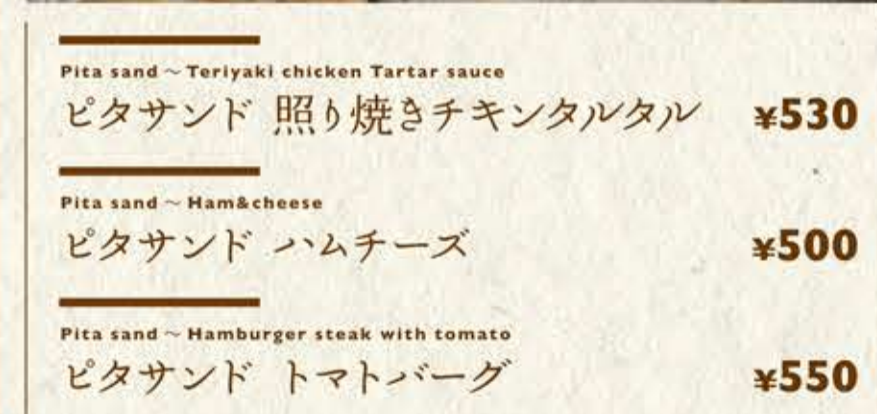 Pita sand ～ Teriyaki chicken Tartar sauce
ピタサンド 照り焼きチキンタルタル ¥530
Pita sand ～ Ham&cheese
ピタサンド ハムチーズ ¥500
Pita sand ～ Hamburger steak with tomato
ピタサンド トマトバーグ ¥550